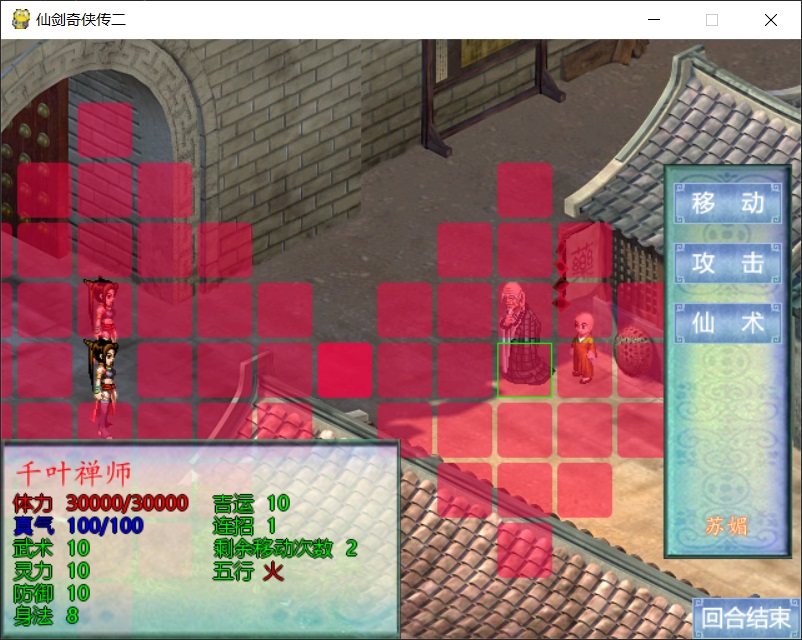 仙剑奇侠传二
藥
移 动
攻 击
仙 术
苏媚
千叶禅师
体力 30000/30000 吉运 10
真气 100/100 连招 1
武术 10 剩余移动次数 2
灵力 10 五行 火
防御 10
身法 8
回合结束